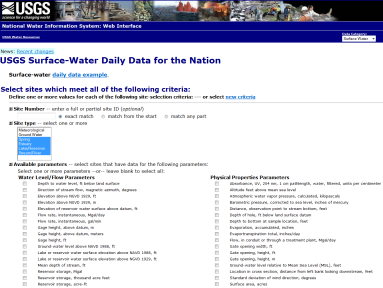 USGS
science for a changing world
National Water Information System: Web Interface
USGS Water Resources
Data Category:
Surface Water
News: Recent changes
USGS Surface-Water Daily Data for the Nation
Surface-water daily data example.
Select sites which meet all of the following criteria:
Define one or more values for each of the following site-selection criteria: --- or select new criteria
Site Number -- enter a full or partial site ID (optional)
exact match match from the start match any part
Site type -- select one or more
Meteorological
Ground Water
Spring
Estuary
Lake/Reservoir
Available parameters -- select sites that have data for the following parameters:
Select one or more parameters --or-- leave blank to select all:
Water Level/Flow Parameters
Depth to water level, ft below land surface
Direction of stream flow, magnetic azimuth, degrees
Elevation above NGVD 1929, ft
Elevation above NGVD 1929, m
Elevation of reservoir water surface above datum, ft
Flow rate, instantaneous, Mgal/day
Flow rate, instantaneous, gal/min
Gage height, above datum, m
Gage height, above datum, meters
Gage height, ft
Ground-water level above NAVD 1988, ft
Lake or reservoir water surface elevation above NAVD 1988, ft
Lake or reservoir water surface elevation above NGVD 1929, ft
Mean depth of stream, ft
Reservoir storage, Mgal
Reservoir storage, thousand acre feet
Reservoir storage, acre-ft
Physical Properties Parameters
Absorbance, UV, 254 nm, 1 cm pathlength, water, filtered, units per centimeter
Altitude feet above mean sea level
Atmospheric water vapor pressure, calculated, kilopascals
Barometric pressure, corrected to sea level, inches of mercury
Distance, observation point to stream bottom, feet
Depth of hole, ft below land surface datum
Depth to bottom at sample location, feet
Evaporation, accumulated, inches
Evapotranspiration total, inches/day
Flow, in conduit or through a treatment plant, Mgal/day
Gate opening width, ft
Gate opening height, ft
Gate opening, height, m
Ground-water level relative to Mean Sea Level (MSL), feet
Location in cross section, distance from left bank looking downstream, feet
Standard deviation of wind direction, degrees
Surface area, acres